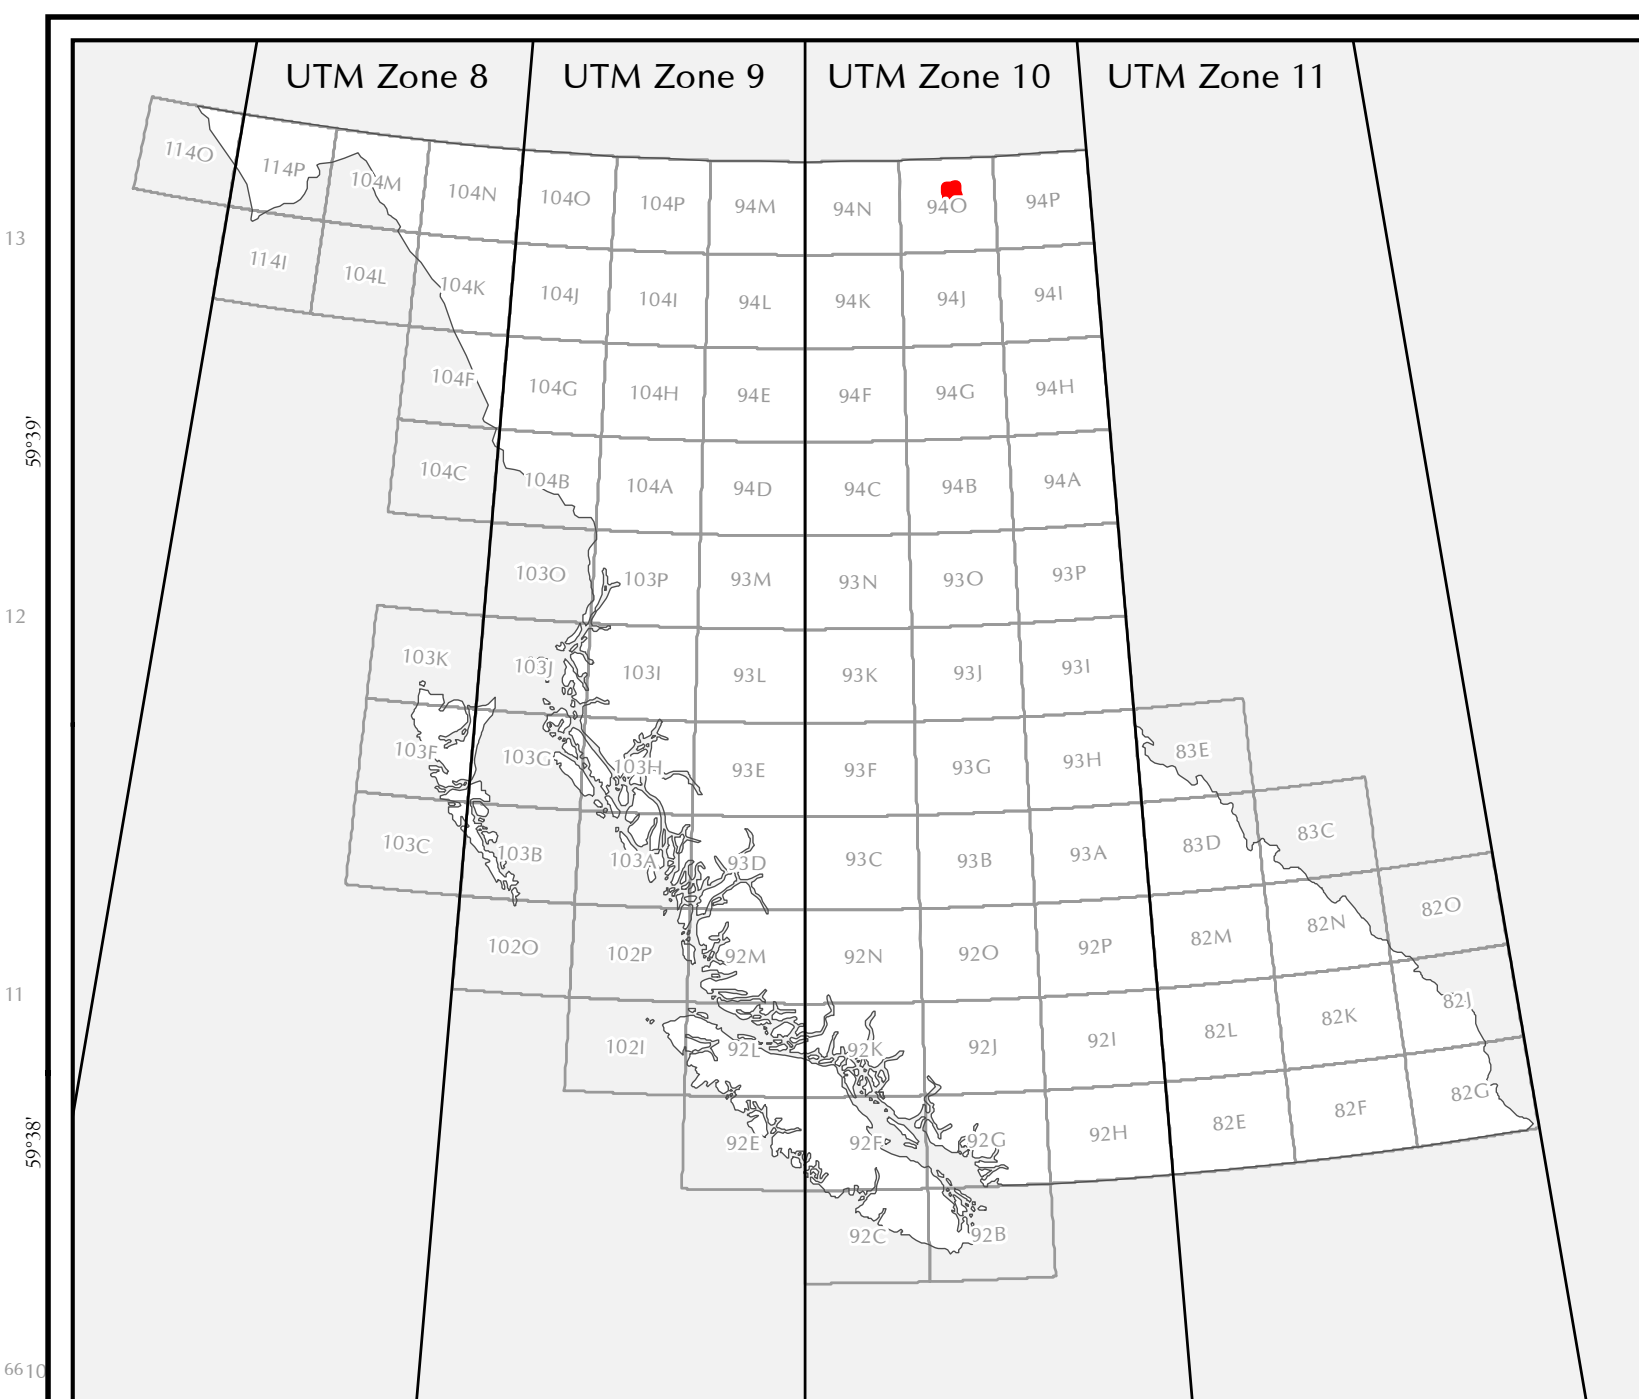 UTM Zone 8 UTM Zone 9 UTM Zone 10 UTM Zone 11
114O 114P 104M 104N 104O 104P 94M 94N 94O 94P
13
114I 104L 104K 104J 104I 94L 94K 94J 94I
104F 104G 104H 94E 94F 94G 94H
59°39'
104C 104B 104A 94D 94C 94B 94A
103O 103P 93M 93N 93O 93P
12
103K 103J 103I 93L 93K 93J 93I
103F 103G 103H 93E 93F 93G 93H 83E
103C 103B 103A 93D 93C 93B 93A 83D 83C
102O 102P 92M 92N 92O 92P 82M 82N 82O
11
102I 92L 92K 92J 92I 82L 82K 82J
59°38'
92E 92F 92G 92H 82E 82F 82G
92C 92B
6610